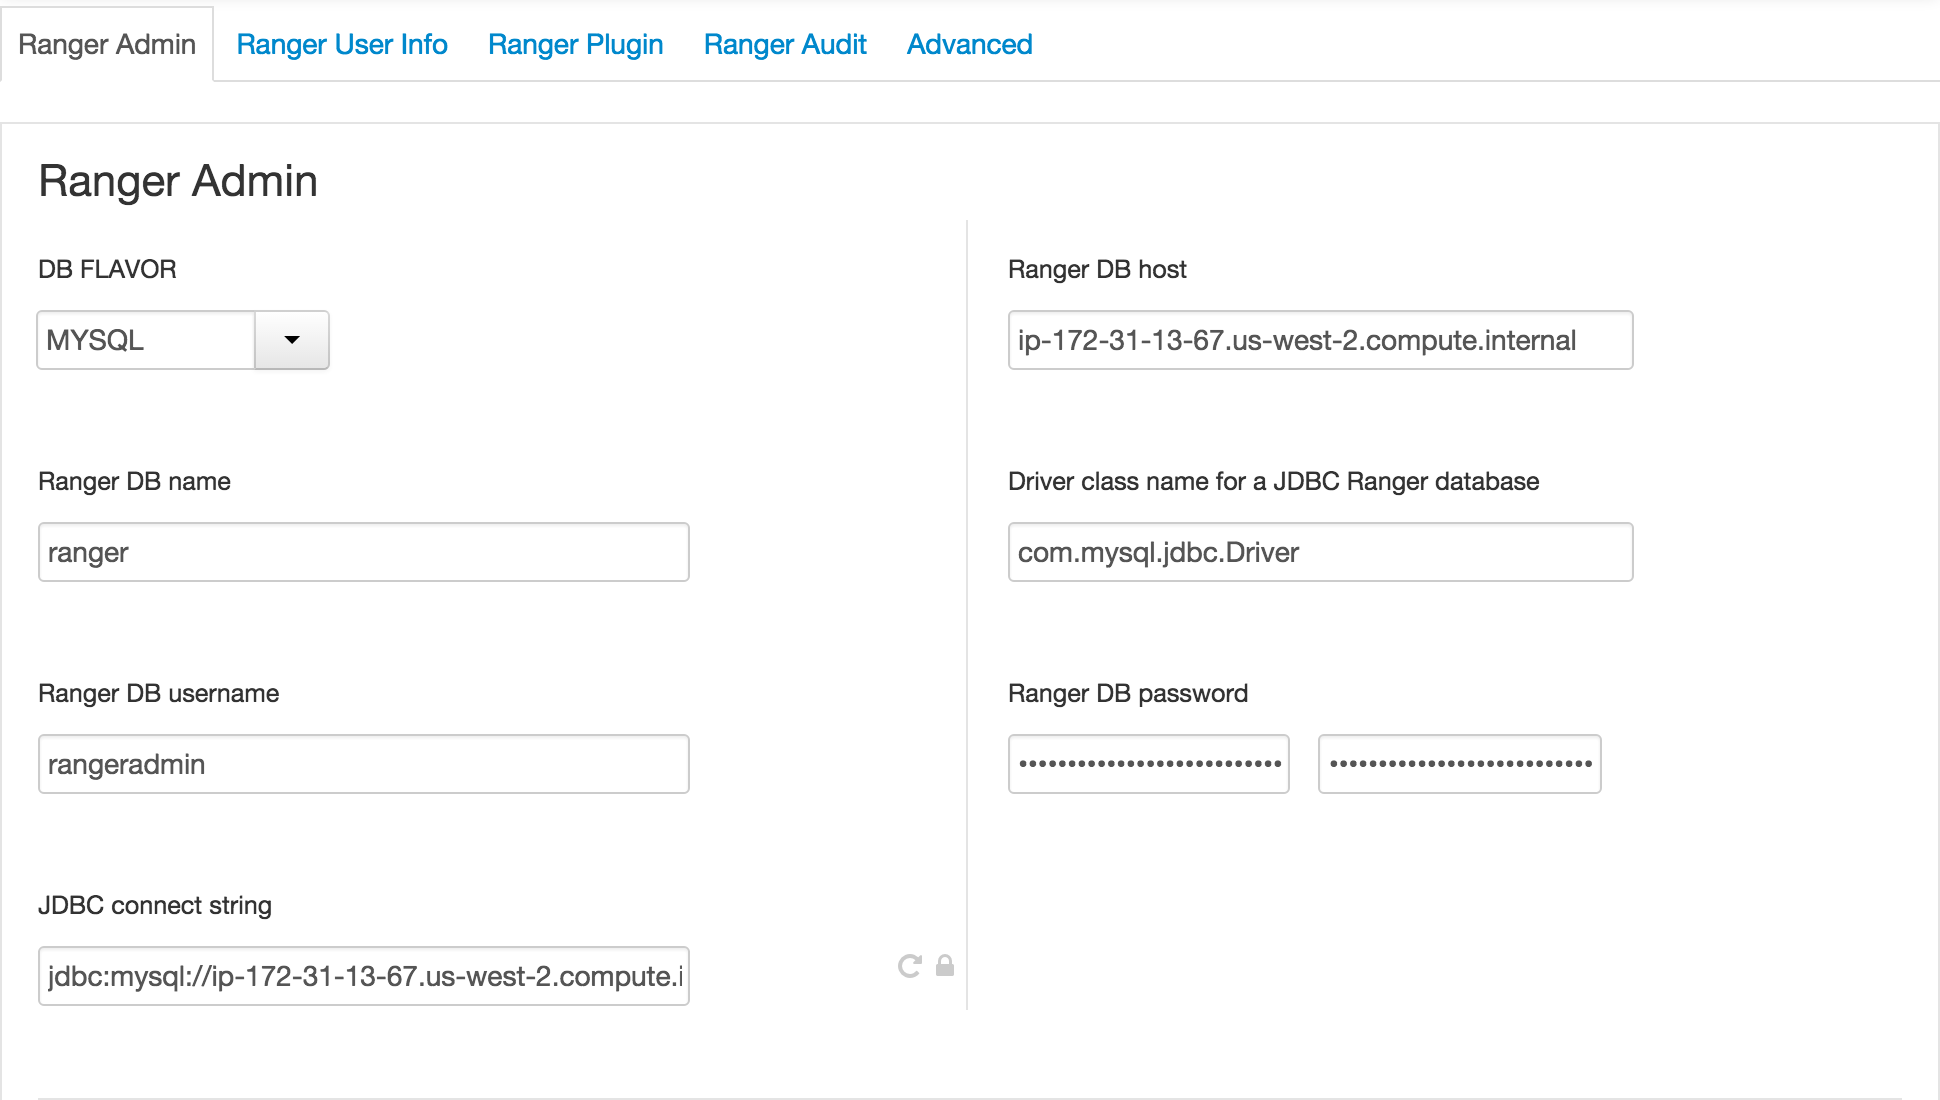 Ranger Admin Ranger User Info Ranger Plugin Ranger Audit Advanced
Ranger Admin
DB FLAVOR
MYSQL
Ranger DB host
ip-172-31-13-67.us-west-2.compute.internal
Ranger DB name
ranger
Driver class name for a JDBC Ranger database
com.mysql.jdbc.Driver
Ranger DB username
rangeradmin
Ranger DB password
JDBC connect string
jdbc:mysql://ip-172-31-13-67.us-west-2.compute.i